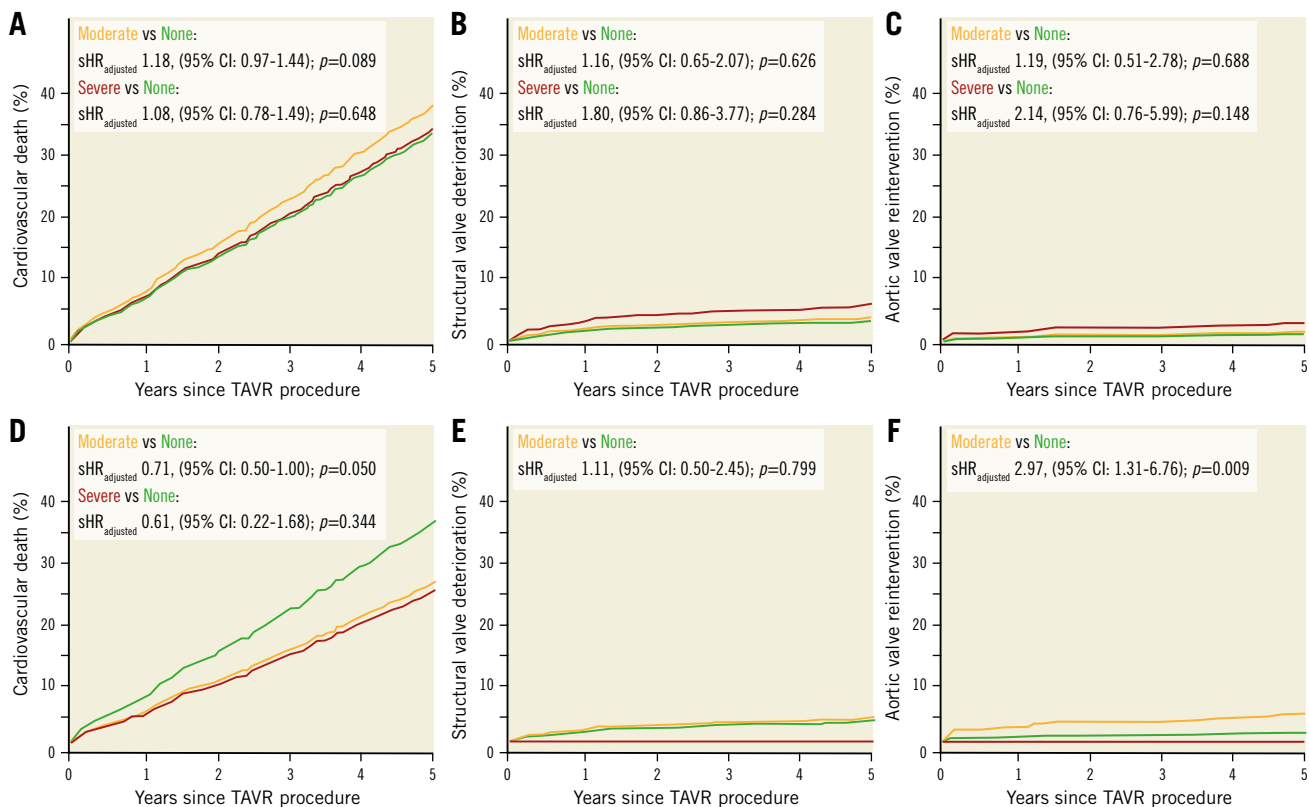 A
Moderate vs None:
sHRadjusted 1.18, (95% CI: 0.97-1.44); p=0.089
Severe vs None:
sHRadjusted 1.08, (95% CI: 0.78-1.49); p=0.648
Cardiovascular death (%)
40
30
20
10
0
0 1 2 3 4 5
Years since TAVR procedure
B
Moderate vs None:
sHRadjusted 1.16, (95% CI: 0.65-2.07); p=0.626
Severe vs None:
sHRadjusted 1.80, (95% CI: 0.86-3.77); p=0.284
Structural valve deterioration (%)
40
30
20
10
0
0 1 2 3 4 5
Years since TAVR procedure
C
Moderate vs None:
sHRadjusted 1.19, (95% CI: 0.51-2.78); p=0.688
Severe vs None:
sHRadjusted 2.14, (95% CI: 0.76-5.99); p=0.148
Aortic valve reintervention (%)
40
30
20
10
0
0 1 2 3 4 5
Years since TAVR procedure
D
Moderate vs None:
sHRadjusted 0.71, (95% CI: 0.50-1.00); p=0.050
Severe vs None:
sHRadjusted 0.61, (95% CI: 0.22-1.68); p=0.344
Cardiovascular death (%)
40
30
20
10
0
0 1 2 3 4 5
Years since TAVR procedure
E
Moderate vs None:
sHRadjusted 1.11, (95% CI: 0.50-2.45); p=0.799
Structural valve deterioration (%)
40
30
20
10
0
0 1 2 3 4 5
Years since TAVR procedure
F
Moderate vs None:
sHRadjusted 2.97, (95% CI: 1.31-6.76); p=0.009
Aortic valve reintervention (%)
40
30
20
10
0
0 1 2 3 4 5
Years since TAVR procedure